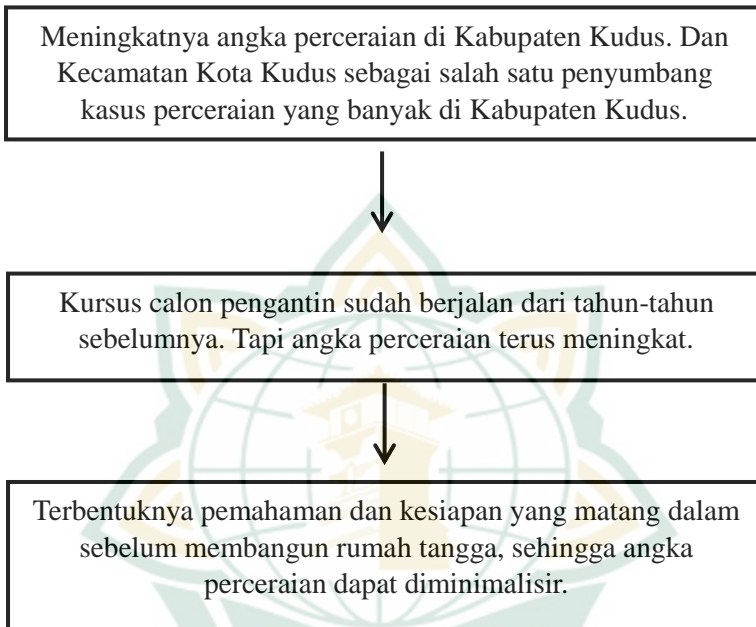 Meningkatnya angka perceraian di Kabupaten Kudus. Dan
Kecamatan Kota Kudus sebagai salah satu penyumbang
kasus perceraian yang banyak di Kabupaten Kudus.
Kursus calon pengantin sudah berjalan dari tahun-tahun
sebelumnya. Tapi angka perceraian terus meningkat.
Terbentuknya pemahaman dan kesiapan yang matang dalam
sebelum membangun rumah tangga, sehingga angka
perceraian dapat diminimalisir.